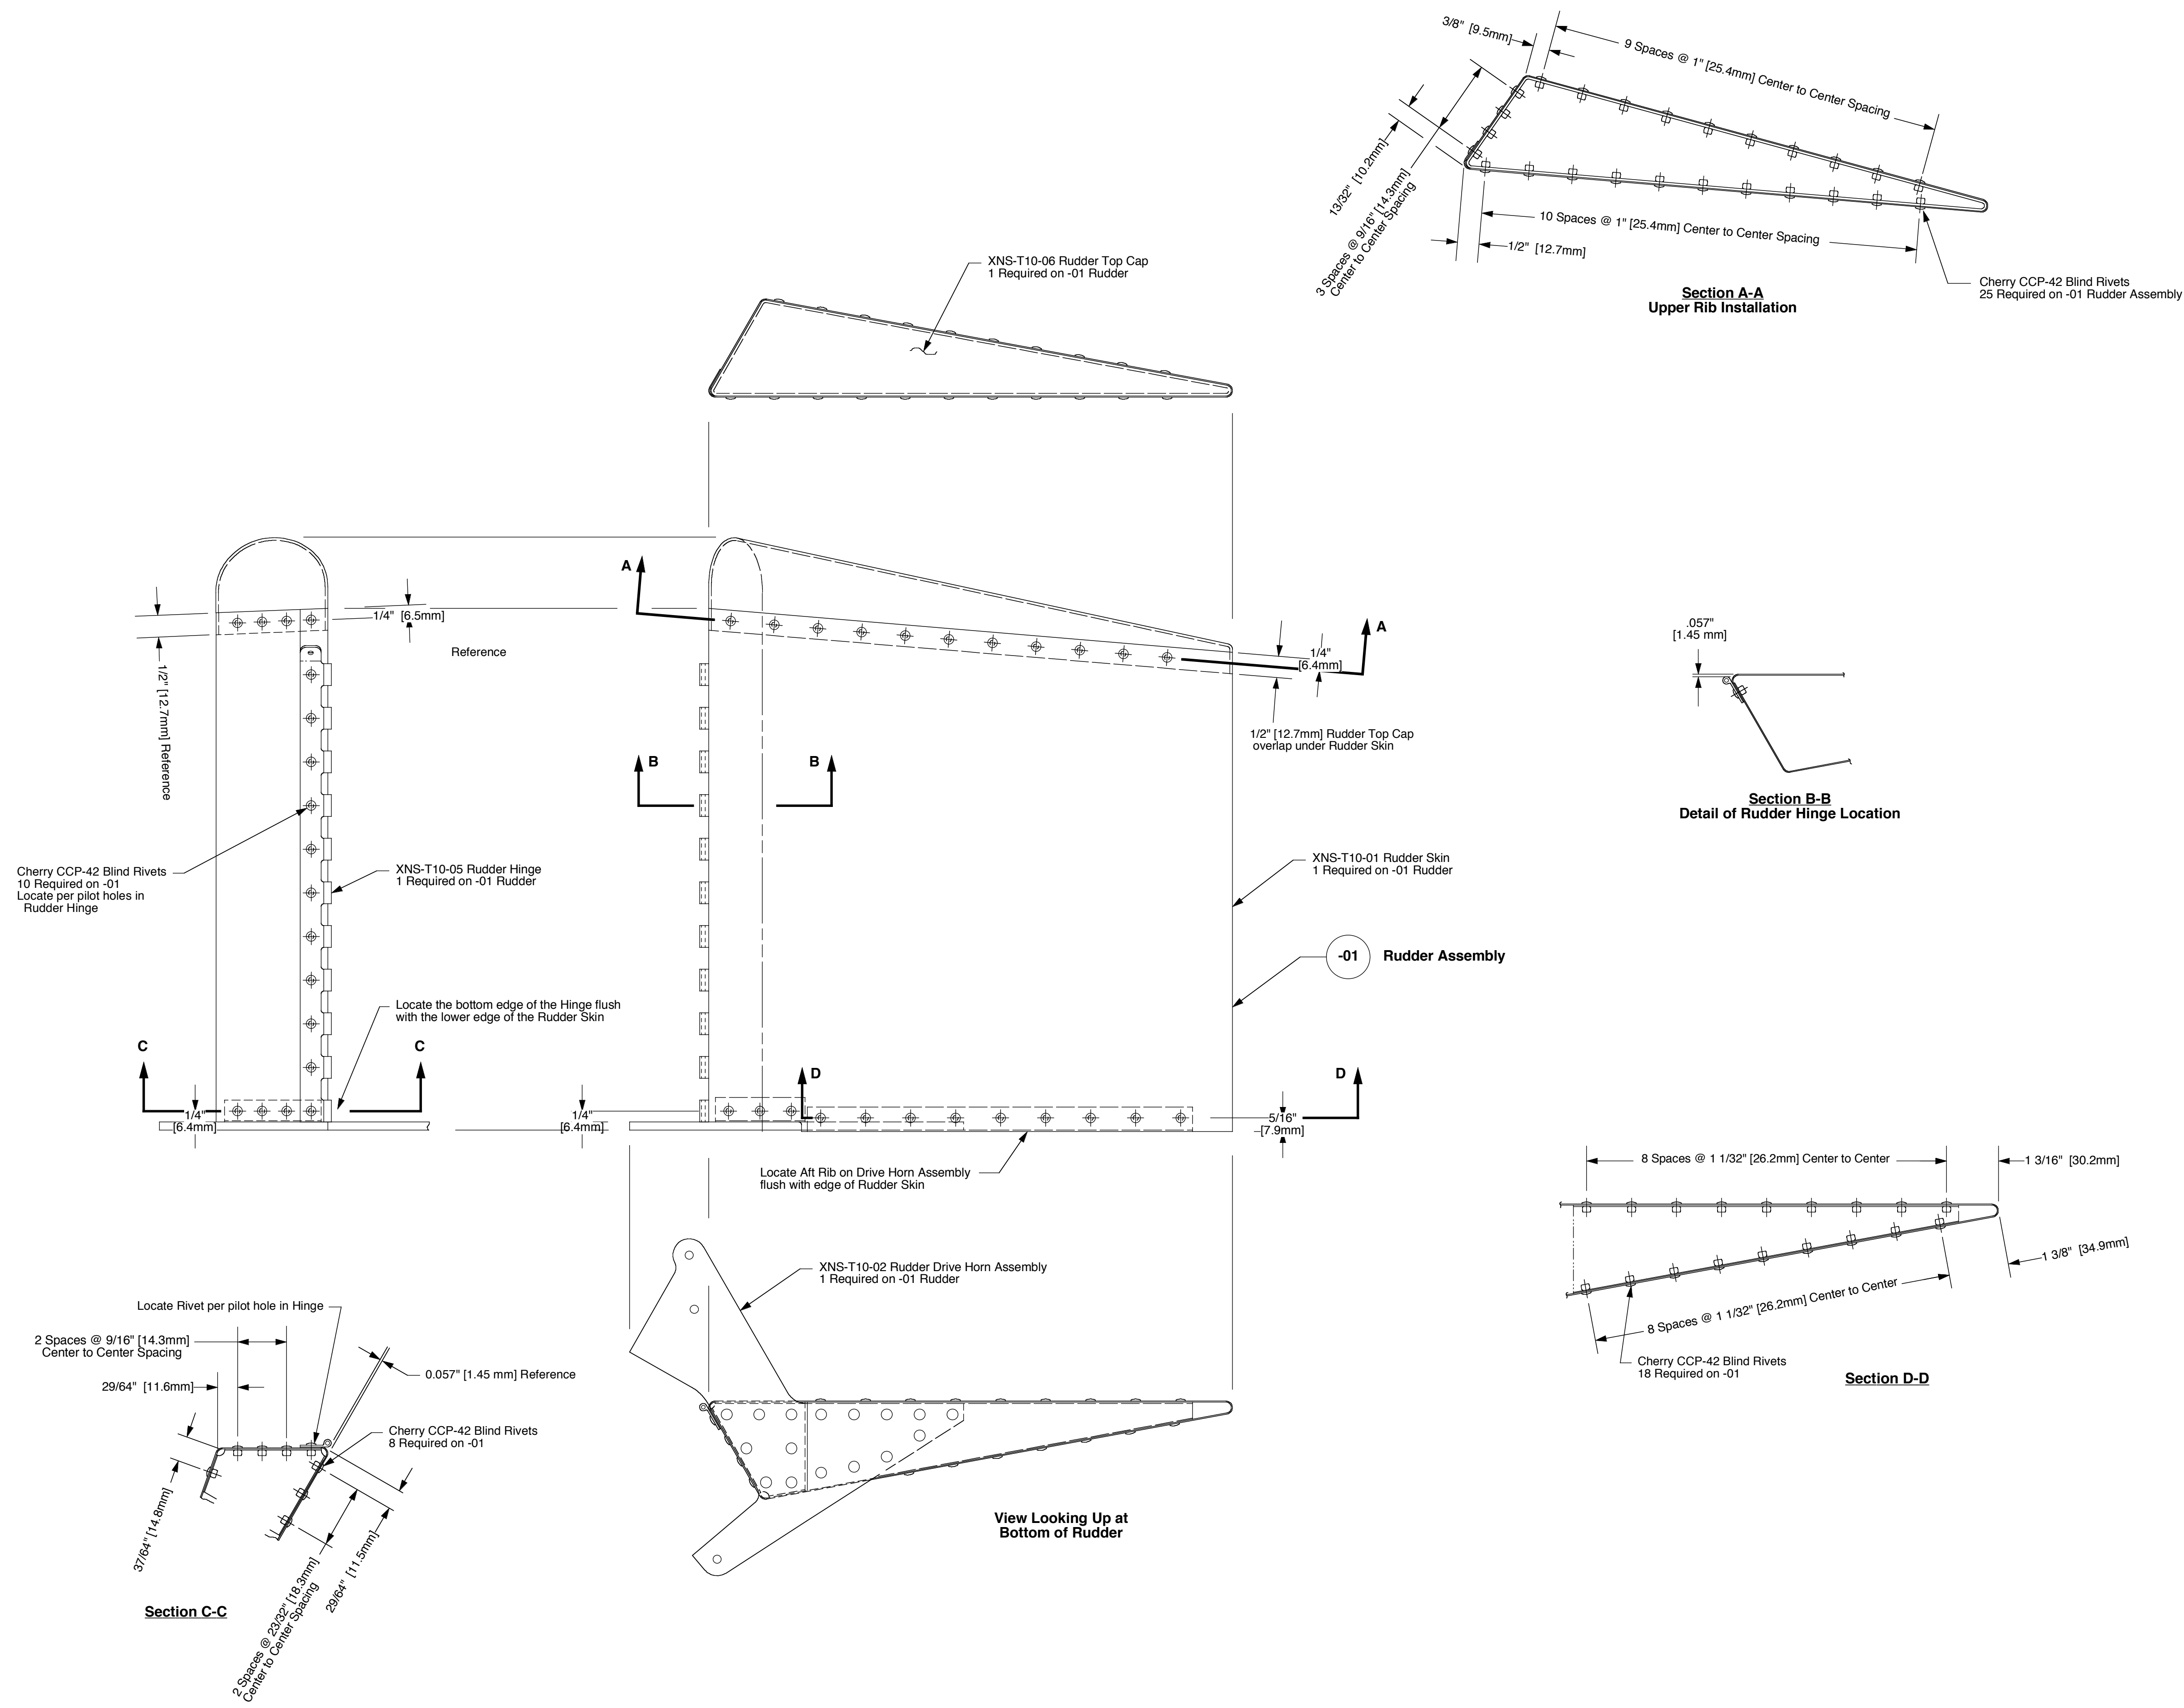 3/8" [9.5mm]
9 Spaces @ 1" [25.4mm] Center to Center Spacing
13/32" [10.2mm]
3 Spaces @ 9/16" [14.3mm]
Center to Center Spacing
10 Spaces @ 1" [25.4mm] Center to Center Spacing
1/2" [12.7mm]
Cherry CCP-42 Blind Rivets
25 Required on -01 Rudder Assembly
Section A-A
Upper Rib Installation
XNS-T10-06 Rudder Top Cap
1 Required on -01 Rudder
A
1/4" [6.5mm]
Reference
1/2" [12.7mm] Reference
A
1/4"
[6.4mm]
1/2" [12.7mm] Rudder Top Cap
overlap under Rudder Skin
.057"
[1.45 mm]
Section B-B
Detail of Rudder Hinge Location
B
B
Cherry CCP-42 Blind Rivets
10 Required on -01
Locate per pilot holes in
Rudder Hinge
XNS-T10-05 Rudder Hinge
1 Required on -01 Rudder
XNS-T10-01 Rudder Skin
1 Required on -01 Rudder
-01
Rudder Assembly
Locate the bottom edge of the Hinge flush
with the lower edge of the Rudder Skin
C
C
D
D
1/4"
[6.4mm]
1/4"
[6.4mm]
5/16"
[7.9mm]
Locate Aft Rib on Drive Horn Assembly
flush with edge of Rudder Skin
8 Spaces @ 1 1/32" [26.2mm] Center to Center
1 3/16" [30.2mm]
1 3/8" [34.9mm]
8 Spaces @ 1 1/32" [26.2mm] Center to Center
Cherry CCP-42 Blind Rivets
18 Required on -01
Section D-D
XNS-T10-02 Rudder Drive Horn Assembly
1 Required on -01 Rudder
Locate Rivet per pilot hole in Hinge
2 Spaces @ 9/16" [14.3mm]
Center to Center Spacing
29/64" [11.6mm]
0.057" [1.45 mm] Reference
Cherry CCP-42 Blind Rivets
8 Required on -01
37/64" [14.8mm]
29/64" [11.5mm]
2 Spaces @ 23/32" [18.3mm]
Center to Center Spacing
Section C-C
View Looking Up at
Bottom of Rudder